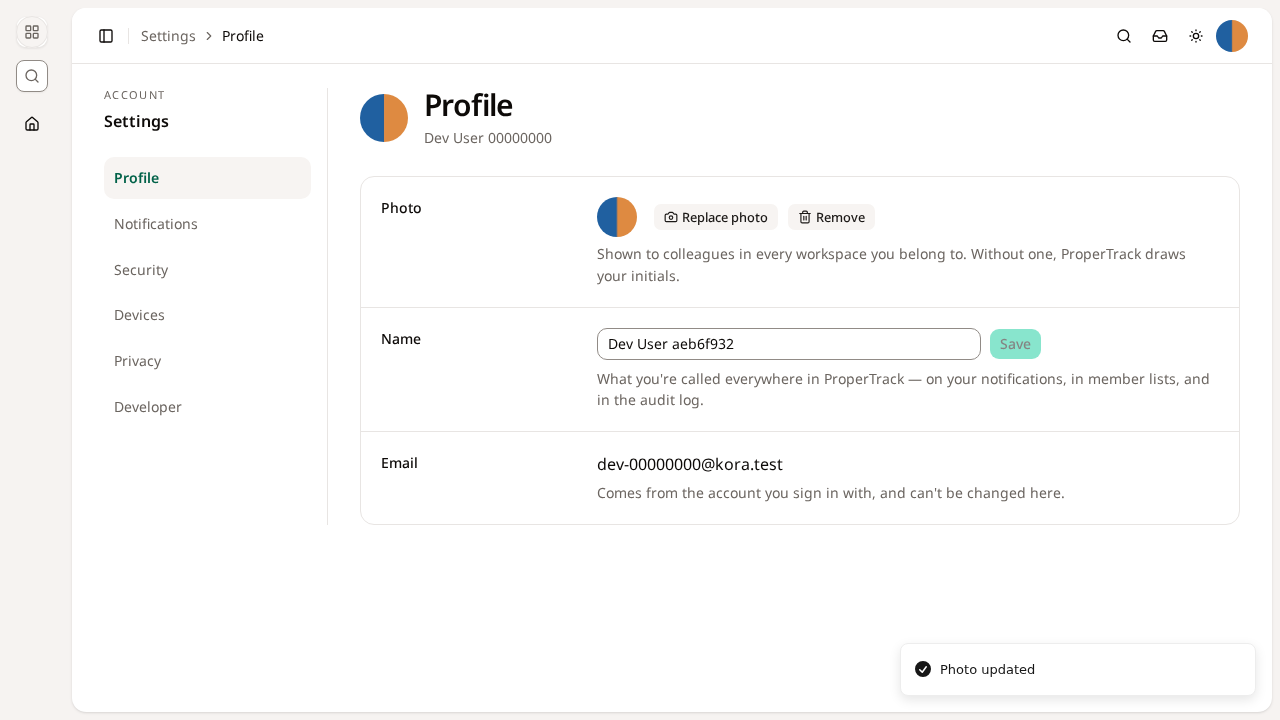 Settings
Profile
ACCOUNT
Settings
Profile
Notifications
Security
Devices
Privacy
Developer
Profile
Dev User 00000000
Photo
Replace photo
Remove
Shown to colleagues in every workspace you belong to. Without one, ProperTrack draws
your initials.
Name
Dev User aeb6f932
Save
What you're called everywhere in ProperTrack — on your notifications, in member lists, and
in the audit log.
Email
dev-00000000@kora.test
Comes from the account you sign in with, and can't be changed here.
Photo updated